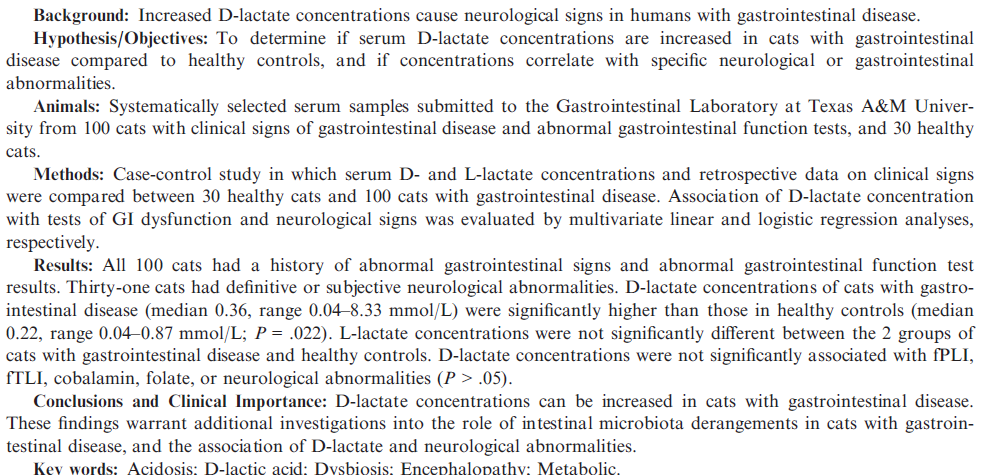 Background: Increased D-lactate concentrations cause neurological signs in humans with gastrointestinal disease.
Hypothesis/Objectives: To determine if serum D-lactate concentrations are increased in cats with gastrointestinal
disease compared to healthy controls, and if concentrations correlate with specific neurological or gastrointestinal
abnormalities.
Animals: Systematically selected serum samples submitted to the Gastrointestinal Laboratory at Texas A&M Univer-
sity from 100 cats with clinical signs of gastrointestinal disease and abnormal gastrointestinal function tests, and 30 healthy
cats.
Methods: Case-control study in which serum D- and L-lactate concentrations and retrospective data on clinical signs
were compared between 30 healthy cats and 100 cats with gastrointestinal disease. Association of D-lactate concentration
with tests of GI dysfunction and neurological signs was evaluated by multivariate linear and logistic regression analyses,
respectively.
Results: All 100 cats had a history of abnormal gastrointestinal signs and abnormal gastrointestinal function test
results. Thirty-one cats had definitive or subjective neurological abnormalities. D-lactate concentrations of cats with gastro-
intestinal disease (median 0.36, range 0.04–8.33 mmol/L) were significantly higher than those in healthy controls (median
0.22, range 0.04–0.87 mmol/L; P = .022). L-lactate concentrations were not significantly different between the 2 groups of
cats with gastrointestinal disease and healthy controls. D-lactate concentrations were not significantly associated with fPLI,
fTLI, cobalamin, folate, or neurological abnormalities (P > .05).
Conclusions and Clinical Importance: D-lactate concentrations can be increased in cats with gastrointestinal disease.
These findings warrant additional investigations into the role of intestinal microbiota derangements in cats with gastroin-
testinal disease, and the association of D-lactate and neurological abnormalities.
Key words: Acidosis; D-lactic acid; Dysbiosis; Encephalopathy; Metabolic.